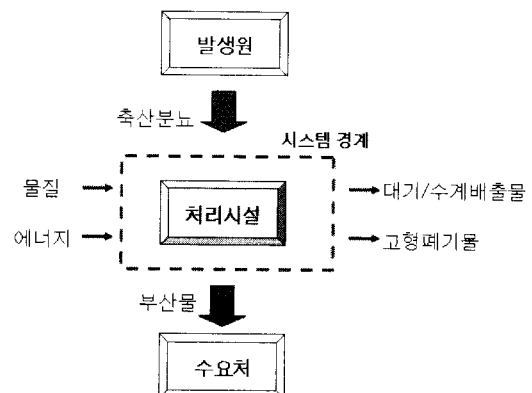 발생원
축산분뇨
시스템 경계
물질
처리시설
대기/수계배출물
에너지
고형폐기물
부산물
수요처